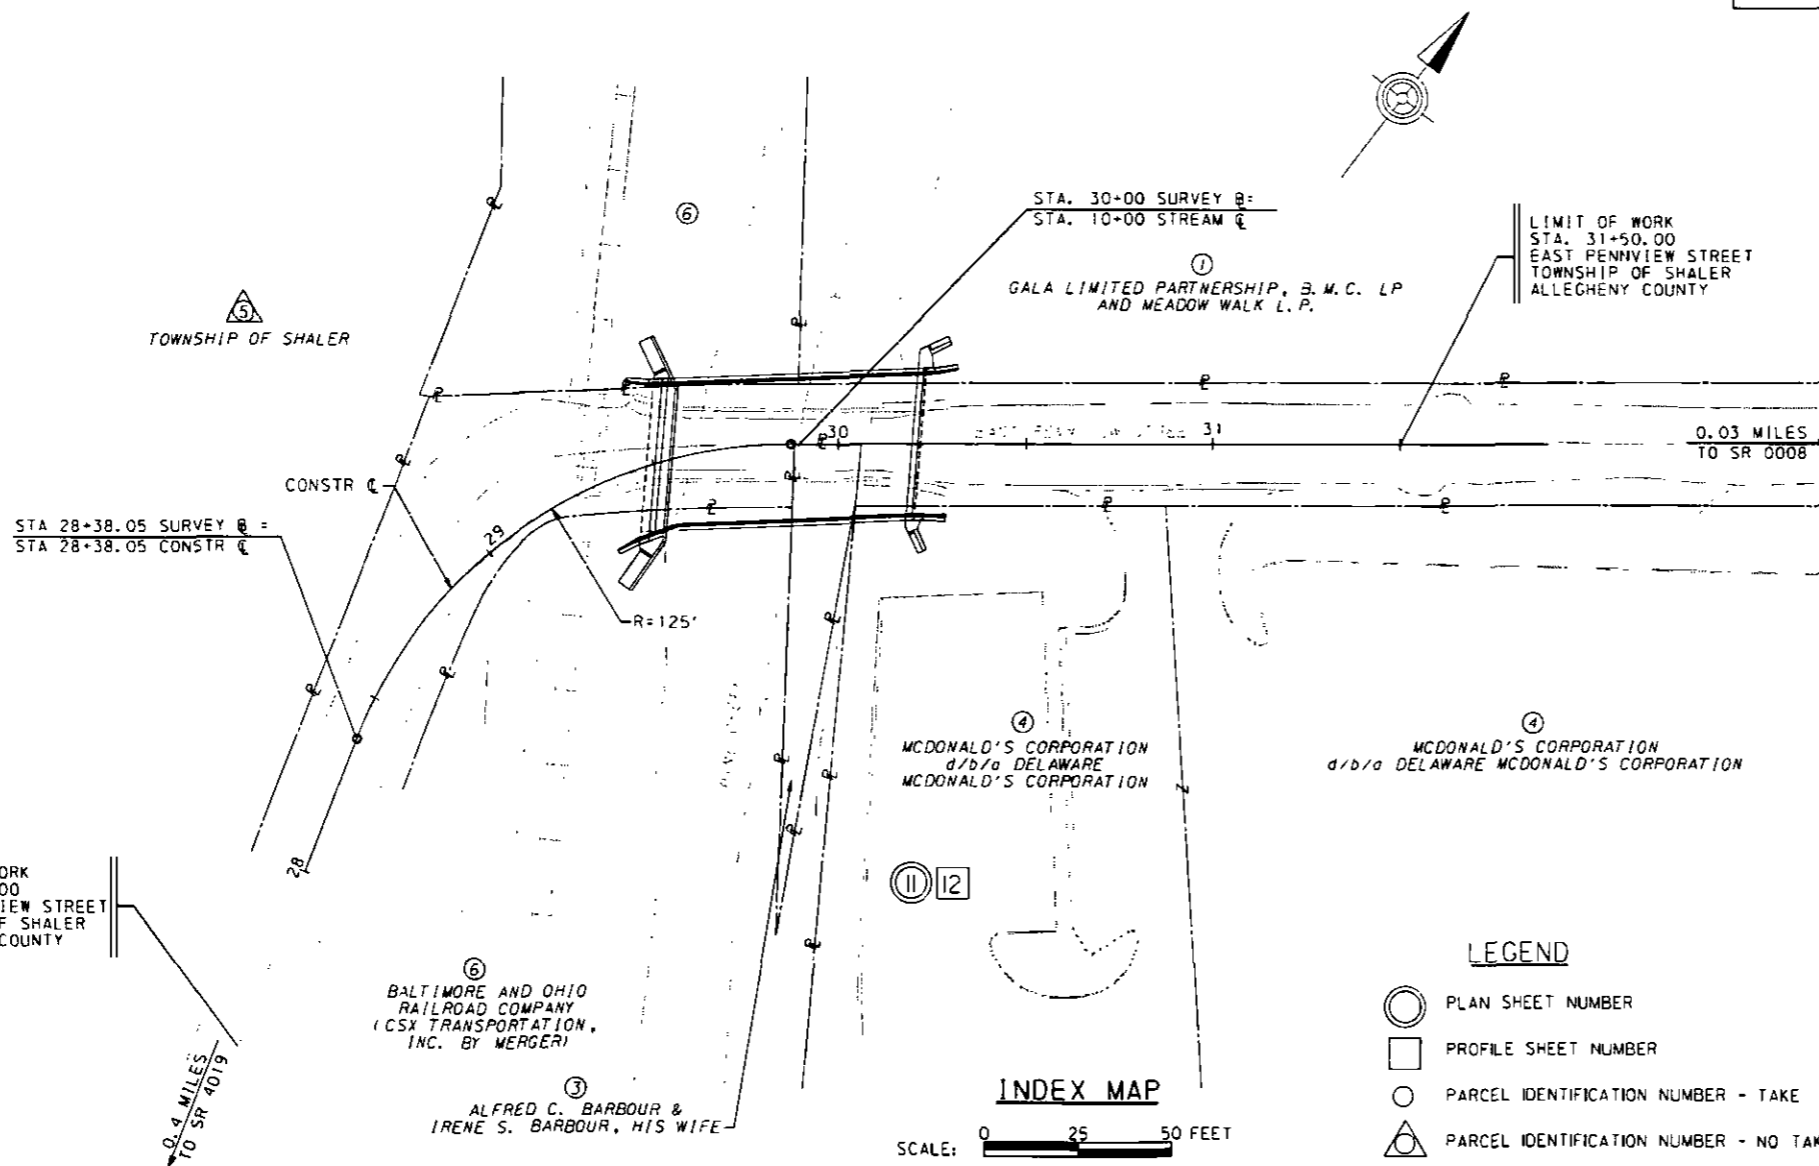 STA. 30+00 SURVEY ⅊=
STA. 10+00 STREAM ℄
LIMIT OF WORK
STA. 31+50.00
EAST PENNVIEW STREET
TOWNSHIP OF SHALER
ALLEGHENY COUNTY
6
1
GALA LIMITED PARTNERSHIP, B.M.C. LP
AND MEADOW WALK L.P.
5
TOWNSHIP OF SHALER
30
31
0.03 MILES
TO SR 0008
CONSTR ℄
STA 28+38.05 SURVEY ⅊ =
STA 28+38.05 CONSTR ℄
29
R=125'
4
MCDONALD'S CORPORATION
d/b/a DELAWARE
MCDONALD'S CORPORATION
4
MCDONALD'S CORPORATION
d/b/a DELAWARE MCDONALD'S CORPORATION
28
11 12
ORK
00
IEW STREET
F SHALER
COUNTY
6
BALTIMORE AND OHIO
RAILROAD COMPANY
(CSX TRANSPORTATION,
INC. BY MERGER)
0.4 MILES
TO SR 4019
3
ALFRED C. BARBOUR &
IRENE S. BARBOUR, HIS WIFE
INDEX MAP
SCALE: 0 25 50 FEET
LEGEND
PLAN SHEET NUMBER
PROFILE SHEET NUMBER
PARCEL IDENTIFICATION NUMBER - TAKE
PARCEL IDENTIFICATION NUMBER - NO TAK